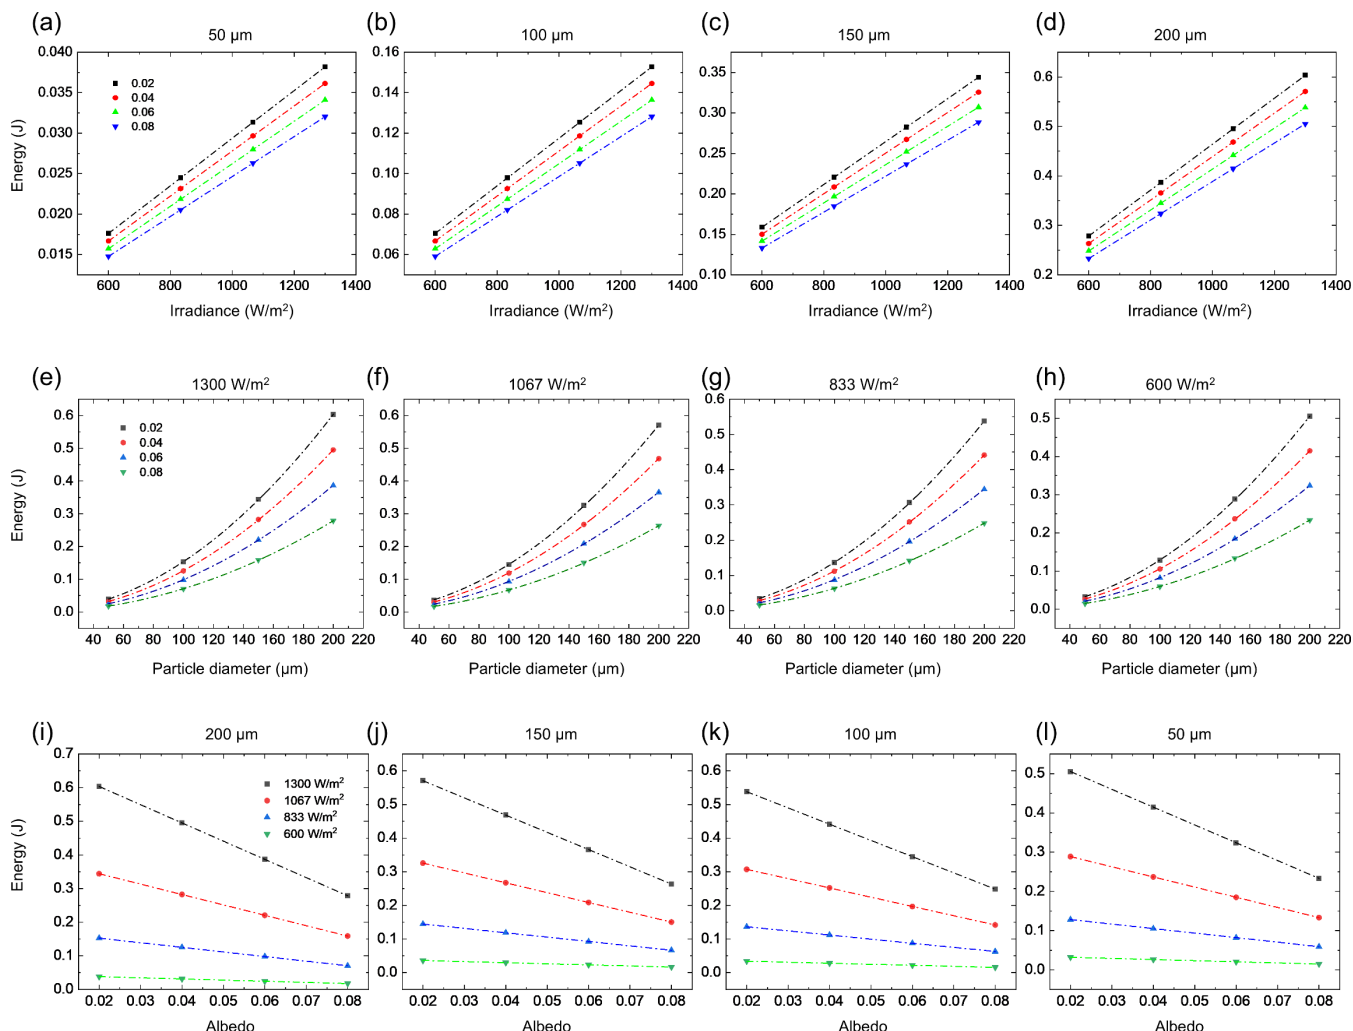 (a) 50 μm
(b) 100 μm
(c) 150 μm
(d) 200 μm
Energy (J)
0.040
0.035
0.030
0.025
0.020
0.015
0.02
0.04
0.06
0.08
600 800 1000 1200 1400
Irradiance (W/m²)
0.16
0.14
0.12
0.10
0.08
0.06
600 800 1000 1200 1400
Irradiance (W/m²)
0.35
0.30
0.25
0.20
0.15
0.10
600 800 1000 1200 1400
Irradiance (W/m²)
0.6
0.5
0.4
0.3
0.2
600 800 1000 1200 1400
Irradiance (W/m²)
(e) 1300 W/m²
(f) 1067 W/m²
(g) 833 W/m²
(h) 600 W/m²
Energy (J)
0.6
0.5
0.4
0.3
0.2
0.1
0.0
0.02
0.04
0.06
0.08
40 60 80 100 120 140 160 180 200 220
Particle diameter (μm)
0.6
0.5
0.4
0.3
0.2
0.1
0.0
40 60 80 100 120 140 160 180 200 220
Particle diameter (μm)
0.6
0.5
0.4
0.3
0.2
0.1
0.0
40 60 80 100 120 140 160 180 200 220
Particle diameter (μm)
0.5
0.4
0.3
0.2
0.1
0.0
40 60 80 100 120 140 160 180 200 220
Particle diameter (μm)
(i) 200 μm
(j) 150 μm
(k) 100 μm
(l) 50 μm
Energy (J)
0.7
0.6
0.5
0.4
0.3
0.2
0.1
0.0
1300 W/m²
1067 W/m²
833 W/m²
600 W/m²
0.02 0.03 0.04 0.05 0.06 0.07 0.08
Albedo
0.6
0.5
0.4
0.3
0.2
0.1
0.0
0.02 0.03 0.04 0.05 0.06 0.07 0.08
Albedo
0.6
0.5
0.4
0.3
0.2
0.1
0.0
0.02 0.03 0.04 0.05 0.06 0.07 0.08
Albedo
0.5
0.4
0.3
0.2
0.1
0.0
0.02 0.03 0.04 0.05 0.06 0.07 0.08
Albedo